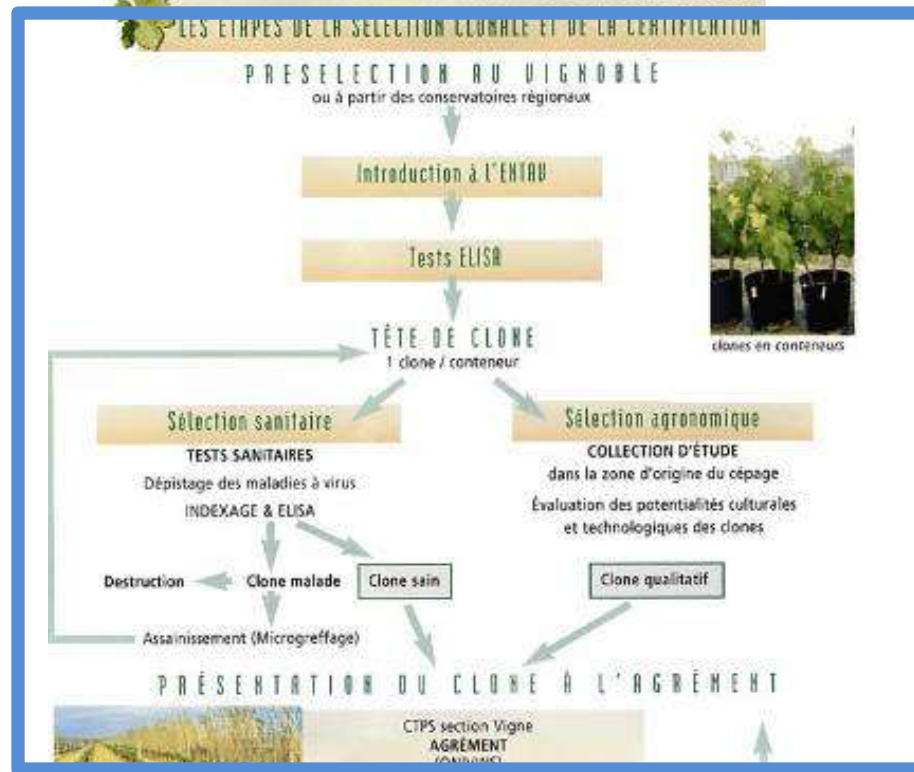 LES ETAPES DE LA SELECTION CLONALE ET DE LA CERTIFICATION
PRESELECTION AU VIGNOBLE
ou à partir des conservatoires régionaux
Introduction à l'ENTAV
Tests ELISA
TÊTE DE CLONE
1 clone / conteneur
clones en conteneurs
Sélection sanitaire
TESTS SANITAIRES
Dépistage des maladies à virus
INDEXAGE & ELISA
Sélection agronomique
COLLECTION D'ÉTUDE
dans la zone d'origine du cépage
Évaluation des potentialités culturales
et technologiques des clones
Destruction
Clone malade
Clone sain
Clone qualitatif
Assainissement (Microgreffage)
PRÉSENTATION DU CLONE À L'AGRÉMENT
CTPS section Vigne
AGRÉMENT
(ONIVINS)